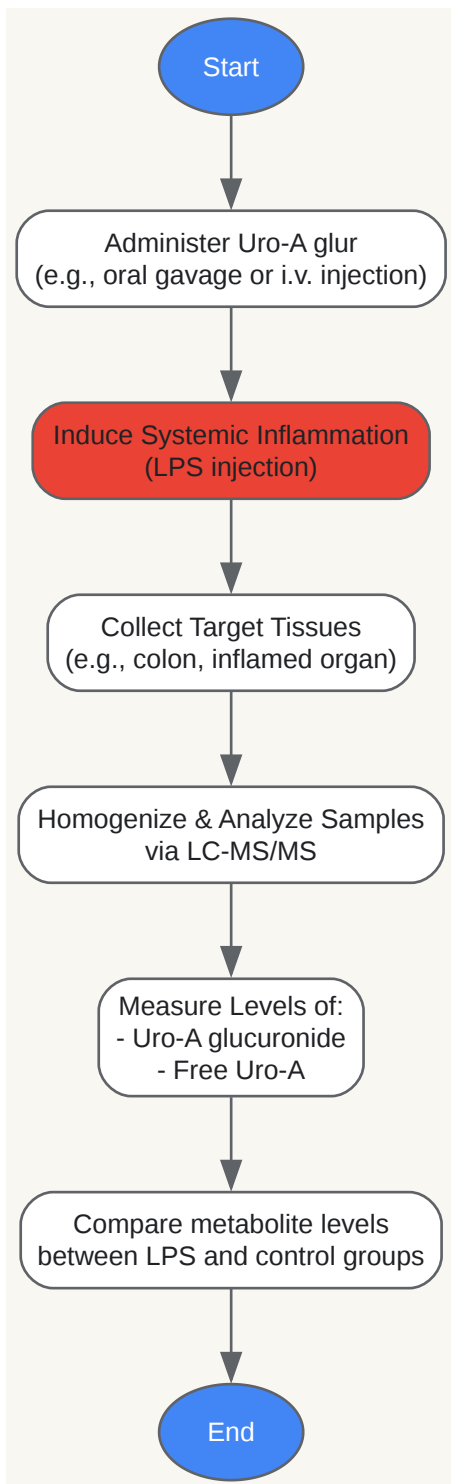 Start
Administer Uro-A glur
(e.g., oral gavage or i.v. injection)
Induce Systemic Inflammation
(LPS injection)
Collect Target Tissues
(e.g., colon, inflamed organ)
Homogenize & Analyze Samples
via LC-MS/MS
Measure Levels of:
- Uro-A glucuronide
- Free Uro-A
Compare metabolite levels
between LPS and control groups
End